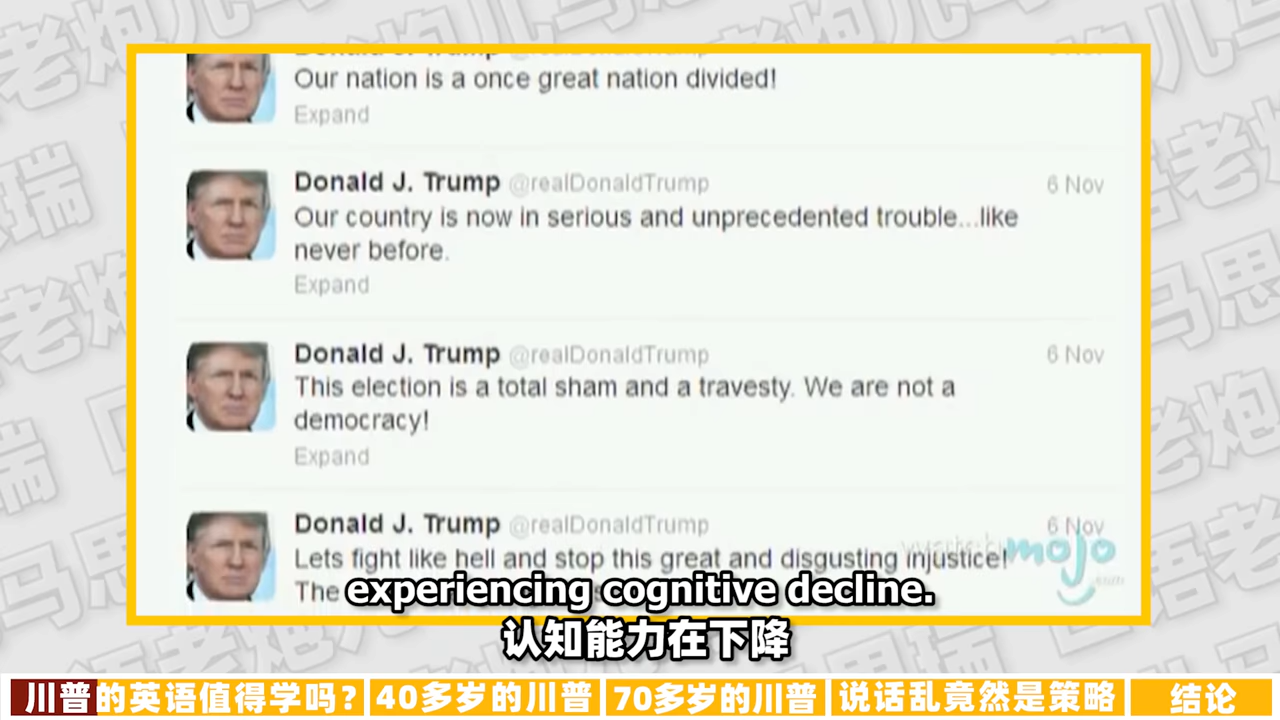 Our nation is a once great nation divided!
Expand
Donald J. Trump @realDonaldTrump 6 Nov
Our country is now in serious and unprecedented trouble...like
never before.
Expand
Donald J. Trump @realDonaldTrump 6 Nov
This election is a total sham and a travesty. We are not a
democracy!
Expand
Donald J. Trump @realDonaldTrump 6 Nov
Lets fight like hell and stop this great and disgusting injustice!
mojo
The
experiencing cognitive decline.
认知能力在下降
川普的英语值得学吗? 40多岁的川普 70多岁的川普 说话乱竟然是策略 结论